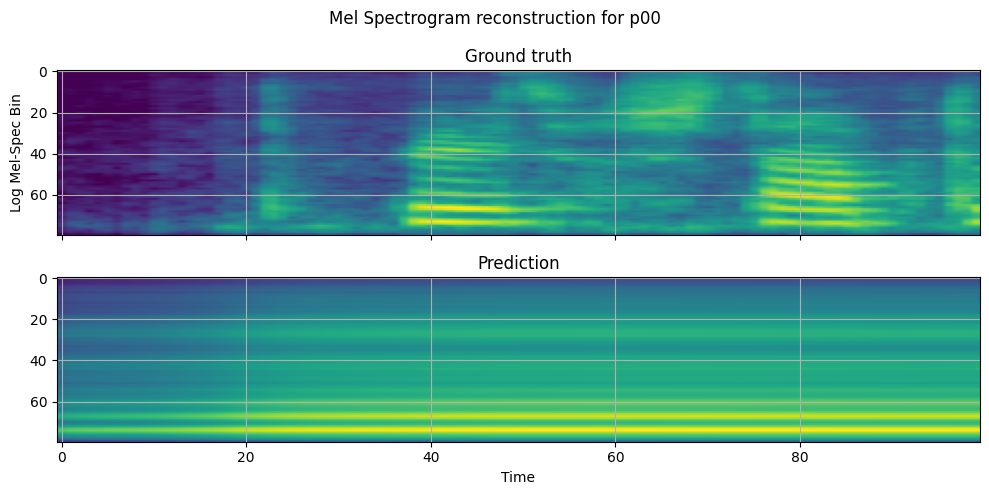 Mel Spectrogram reconstruction for p00
Ground truth
0
20
40
60
Log Mel-Spec Bin
Prediction
0
20
40
60
0 20 40 60 80
Time